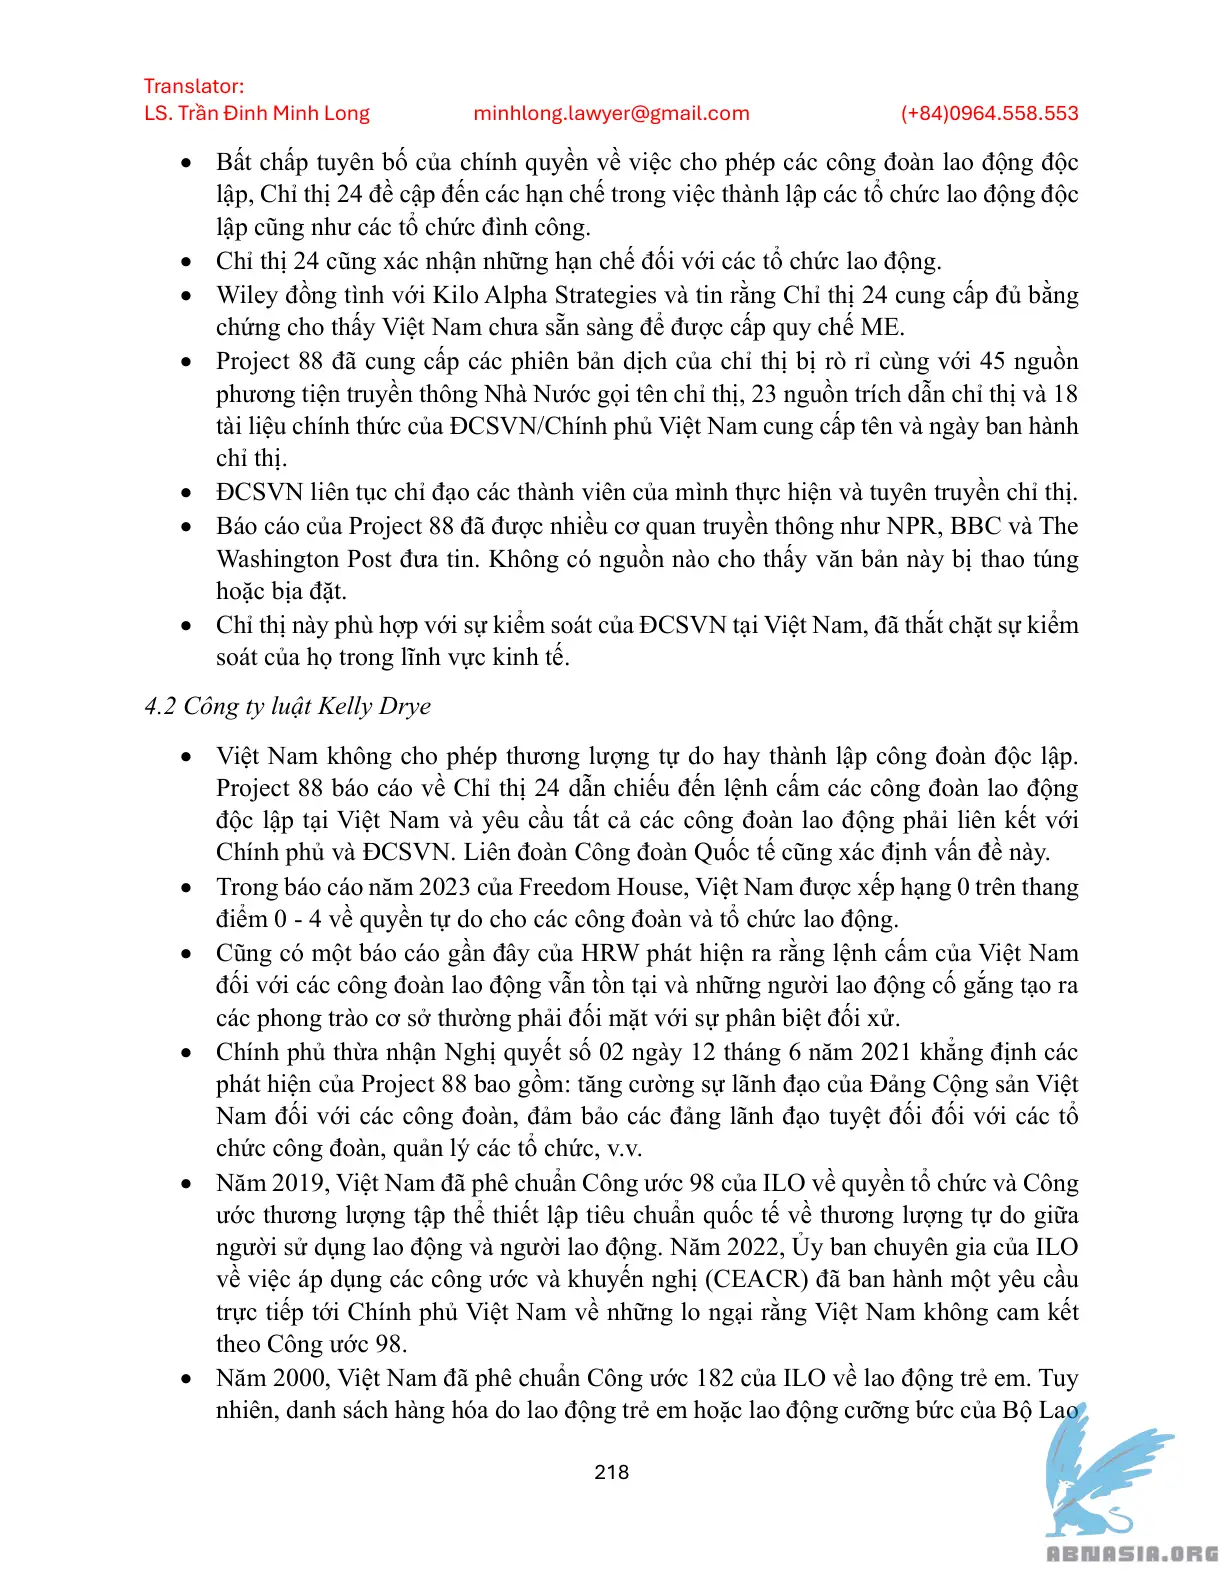 Translator:
LS. Trần Đinh Minh Long minhlong.lawyer@gmail.com (+84)0964.558.553
• Bất chấp tuyên bố của chính quyền về việc cho phép các công đoàn lao động độc
lập, Chỉ thị 24 đề cập đến các hạn chế trong việc thành lập các tổ chức lao động độc
lập cũng như các tổ chức đình công.
• Chỉ thị 24 cũng xác nhận những hạn chế đối với các tổ chức lao động.
• Wiley đồng tình với Kilo Alpha Strategies và tin rằng Chỉ thị 24 cung cấp đủ bằng
chứng cho thấy Việt Nam chưa sẵn sàng để được cấp quy chế ME.
• Project 88 đã cung cấp các phiên bản dịch của chỉ thị bị rò rỉ cùng với 45 nguồn
phương tiện truyền thông Nhà Nước gọi tên chỉ thị, 23 nguồn trích dẫn chỉ thị và 18
tài liệu chính thức của ĐCSVN/Chính phủ Việt Nam cung cấp tên và ngày ban hành
chỉ thị.
• ĐCSVN liên tục chỉ đạo các thành viên của mình thực hiện và tuyên truyền chỉ thị.
• Báo cáo của Project 88 đã được nhiều cơ quan truyền thông như NPR, BBC và The
Washington Post đưa tin. Không có nguồn nào cho thấy văn bản này bị thao túng
hoặc bịa đặt.
• Chỉ thị này phù hợp với sự kiểm soát của ĐCSVN tại Việt Nam, đã thắt chặt sự kiểm
soát của họ trong lĩnh vực kinh tế.
4.2 Công ty luật Kelly Drye
• Việt Nam không cho phép thương lượng tự do hay thành lập công đoàn độc lập.
Project 88 báo cáo về Chỉ thị 24 dẫn chiếu đến lệnh cấm các công đoàn lao động
độc lập tại Việt Nam và yêu cầu tất cả các công đoàn lao động phải liên kết với
Chính phủ và ĐCSVN. Liên đoàn Công đoàn Quốc tế cũng xác định vấn đề này.
• Trong báo cáo năm 2023 của Freedom House, Việt Nam được xếp hạng 0 trên thang
điểm 0 - 4 về quyền tự do cho các công đoàn và tổ chức lao động.
• Cũng có một báo cáo gần đây của HRW phát hiện ra rằng lệnh cấm của Việt Nam
đối với các công đoàn lao động vẫn tồn tại và những người lao động cố gắng tạo ra
các phong trào cơ sở thường phải đối mặt với sự phân biệt đối xử.
• Chính phủ thừa nhận Nghị quyết số 02 ngày 12 tháng 6 năm 2021 khẳng định các
phát hiện của Project 88 bao gồm: tăng cường sự lãnh đạo của Đảng Cộng sản Việt
Nam đối với các công đoàn, đảm bảo các đảng lãnh đạo tuyệt đối đối với các tổ
chức công đoàn, quản lý các tổ chức, v.v.
• Năm 2019, Việt Nam đã phê chuẩn Công ước 98 của ILO về quyền tổ chức và Công
ước thương lượng tập thể thiết lập tiêu chuẩn quốc tế về thương lượng tự do giữa
người sử dụng lao động và người lao động. Năm 2022, Ủy ban chuyên gia của ILO
về việc áp dụng các công ước và khuyến nghị (CEACR) đã ban hành một yêu cầu
trực tiếp tới Chính phủ Việt Nam về những lo ngại rằng Việt Nam không cam kết
theo Công ước 98.
• Năm 2000, Việt Nam đã phê chuẩn Công ước 182 của ILO về lao động trẻ em. Tuy
nhiên, danh sách hàng hóa do lao động trẻ em hoặc lao động cưỡng bức của Bộ Lao
218
ABNASIA.ORG